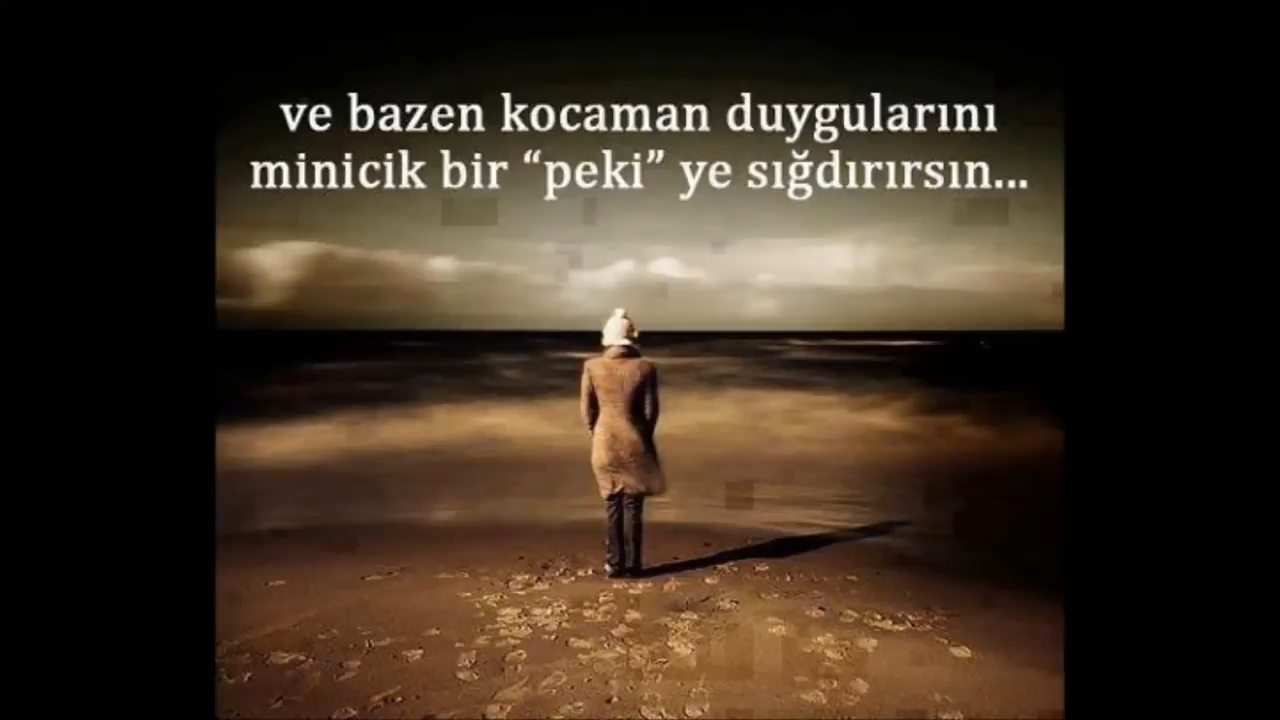 ve bazen kocaman duygularını
minicik bir “peki” ye sığdırırsın...